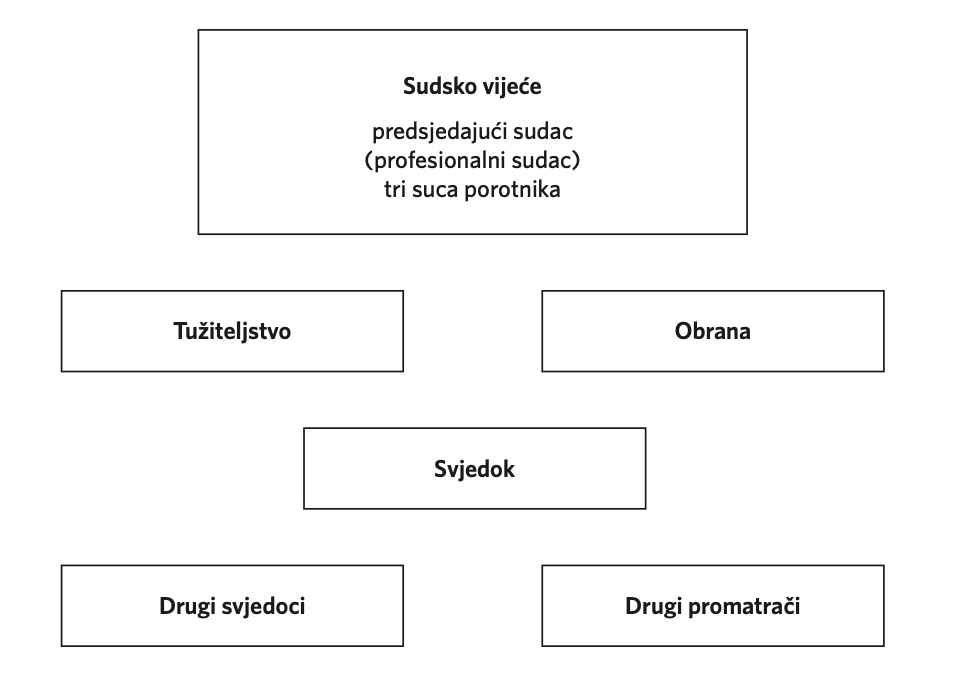 Sudsko vijeće
predsjedajući sudac
(profesionalni sudac)
tri suca porotnika
Tužiteljstvo
Obrana
Svjedok
Drugi svjedoci
Drugi promatrači